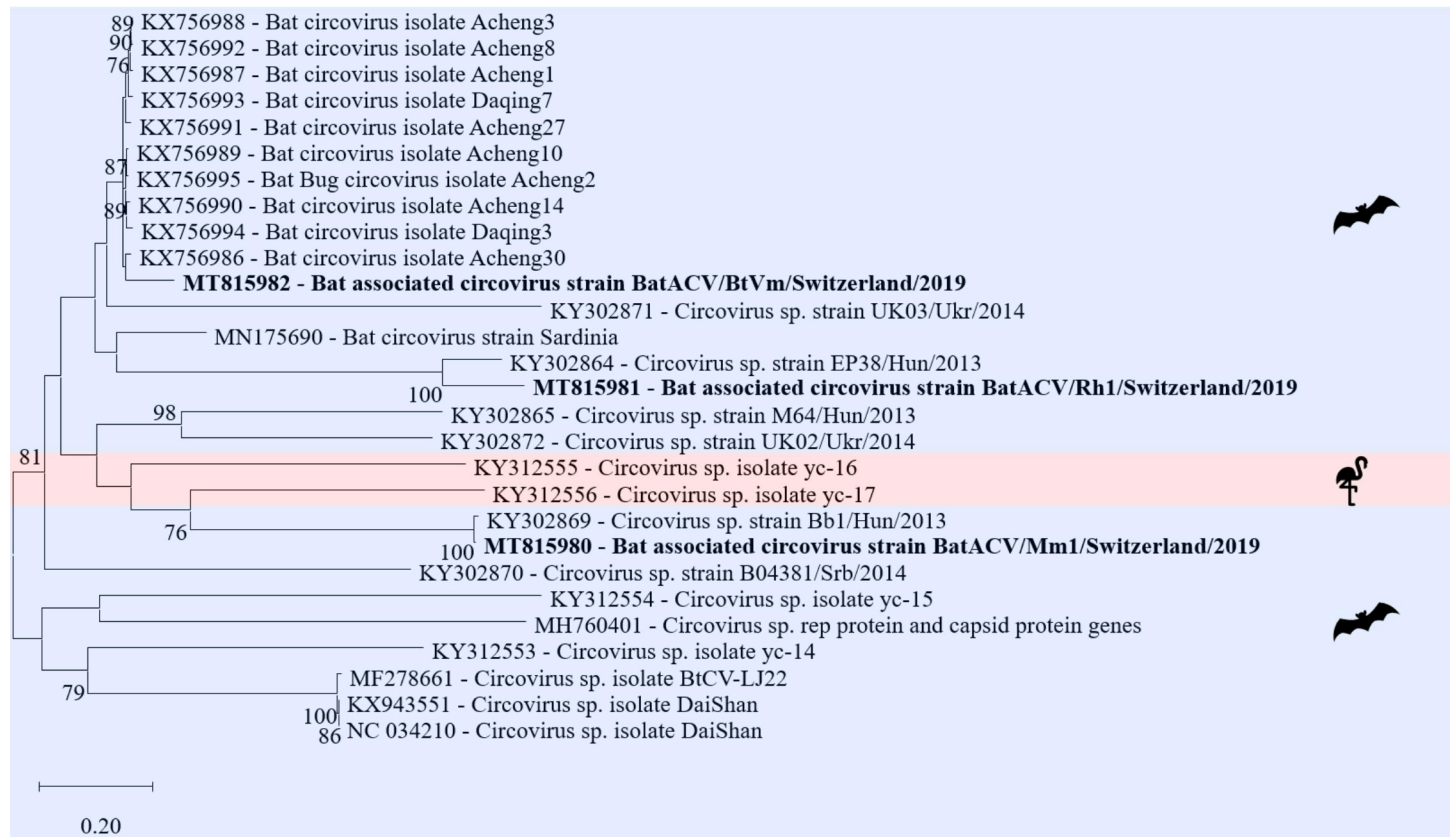 89 KX756988 - Bat circovirus isolate Acheng3
90 KX756992 - Bat circovirus isolate Acheng8
76 KX756987 - Bat circovirus isolate Acheng1
KX756993 - Bat circovirus isolate Daqing7
KX756991 - Bat circovirus isolate Acheng27
KX756989 - Bat circovirus isolate Acheng10
87 KX756995 - Bat Bug circovirus isolate Acheng2
89 KX756990 - Bat circovirus isolate Acheng14
KX756994 - Bat circovirus isolate Daqing3
KX756986 - Bat circovirus isolate Acheng30
MT815982 - Bat associated circovirus strain BatACV/BtVm/Switzerland/2019
KY302871 - Circovirus sp. strain UK03/Ukr/2014
MN175690 - Bat circovirus strain Sardinia
KY302864 - Circovirus sp. strain EP38/Hun/2013
100 MT815981 - Bat associated circovirus strain BatACV/Rh1/Switzerland/2019
98 KY302865 - Circovirus sp. strain M64/Hun/2013
KY302872 - Circovirus sp. strain UK02/Ukr/2014
81 KY312555 - Circovirus sp. isolate yc-16
KY312556 - Circovirus sp. isolate yc-17
76 KY302869 - Circovirus sp. strain Bb1/Hun/2013
100 MT815980 - Bat associated circovirus strain BatACV/Mm1/Switzerland/2019
KY302870 - Circovirus sp. strain B04381/Srb/2014
KY312554 - Circovirus sp. isolate yc-15
MH760401 - Circovirus sp. rep protein and capsid protein genes
KY312553 - Circovirus sp. isolate yc-14
79 MF278661 - Circovirus sp. isolate BtCV-LJ22
100 KX943551 - Circovirus sp. isolate DaiShan
86 NC 034210 - Circovirus sp. isolate DaiShan
0.20